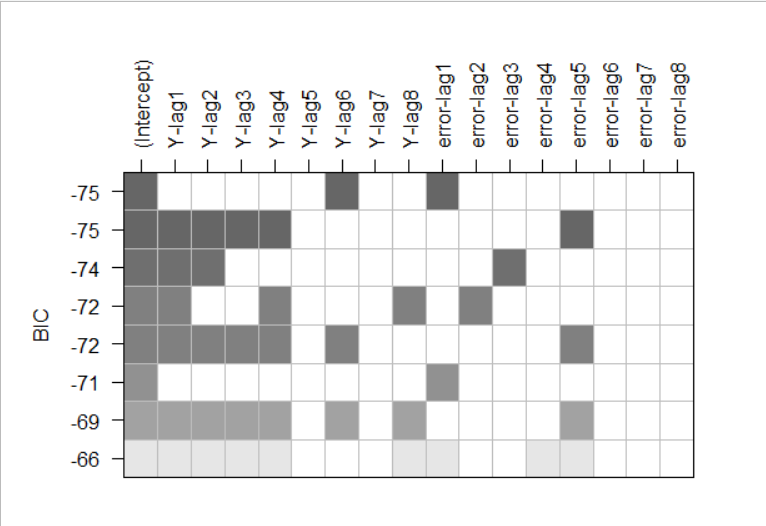 (Intercept)
Y-lag1
Y-lag2
Y-lag3
Y-lag4
Y-lag5
Y-lag6
Y-lag7
Y-lag8
error-lag1
error-lag2
error-lag3
error-lag4
error-lag5
error-lag6
error-lag7
error-lag8
BIC
-75
-75
-74
-72
-72
-71
-69
-66